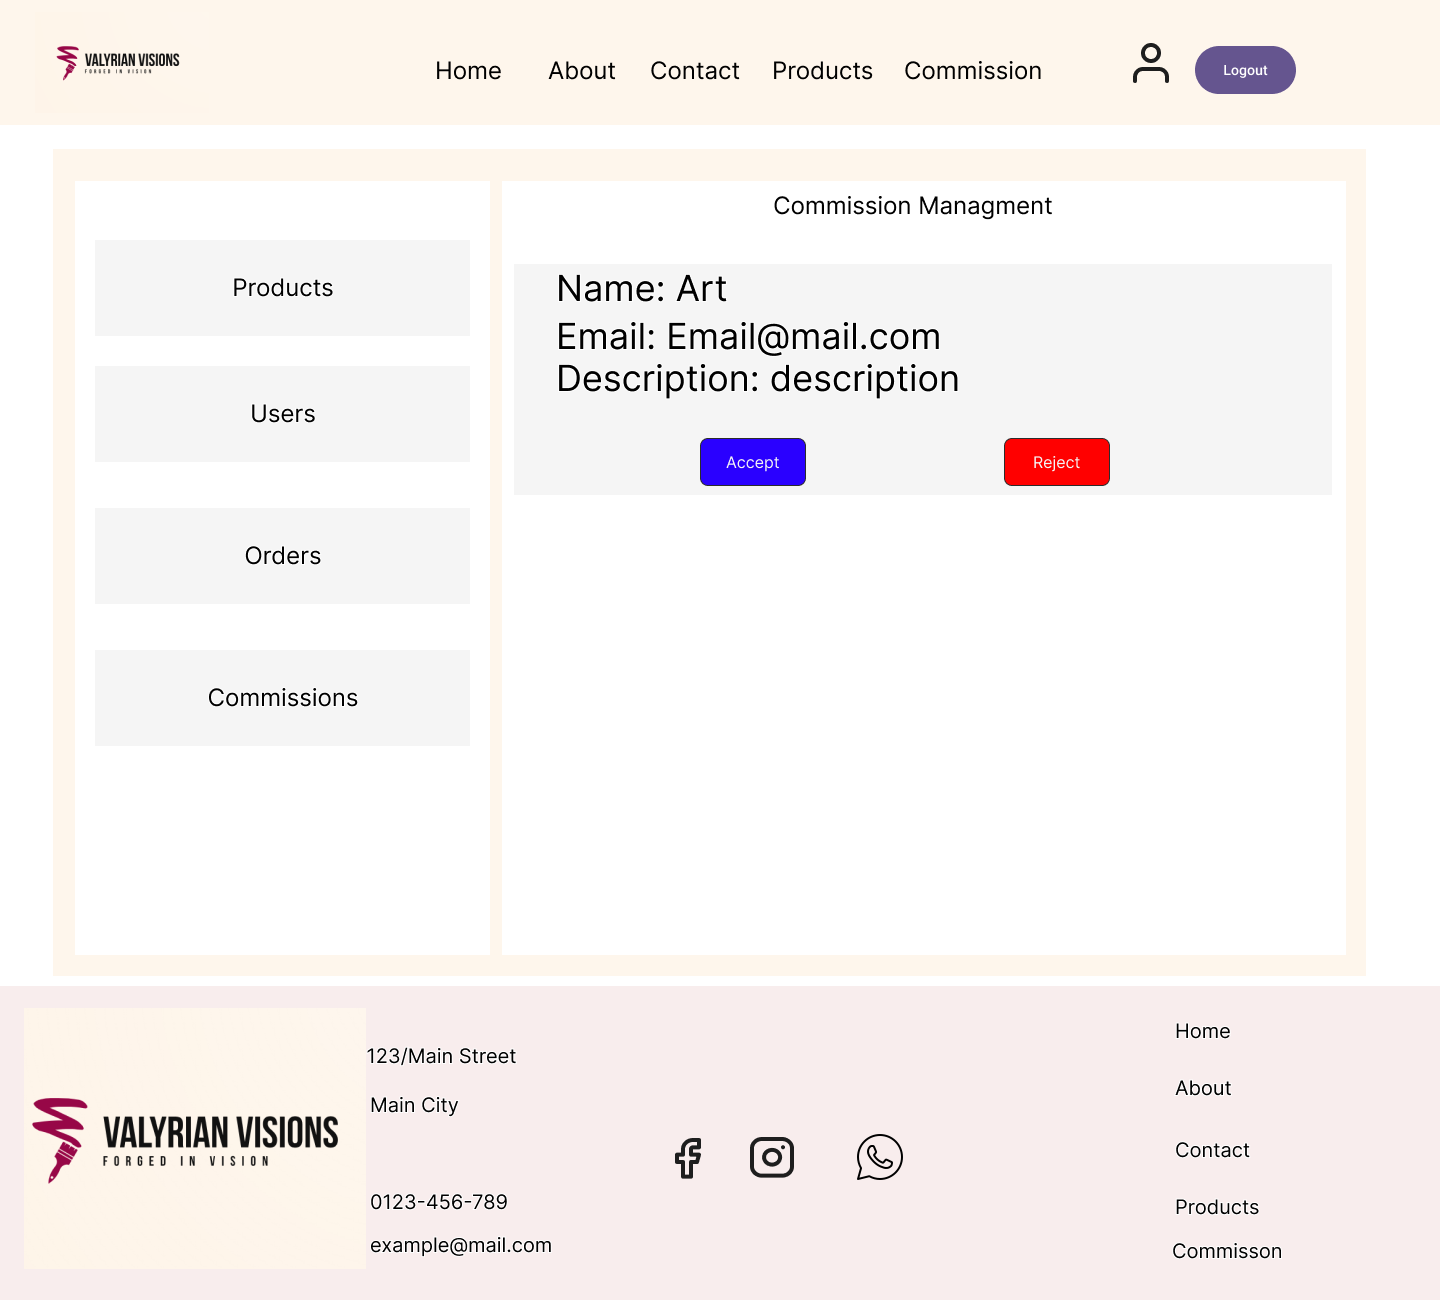 VALYRIAN VISIONS
FORGED IN VISION
Home About Contact Products Commission
Logout
Products
Users
Orders
Commissions
Commission Managment
Name: Art
Email: Email@mail.com
Description: description
Accept
Reject
VALYRIAN VISIONS
FORGED IN VISION
123/Main Street
Main City
0123-456-789
example@mail.com
Home
About
Contact
Products
Commisson